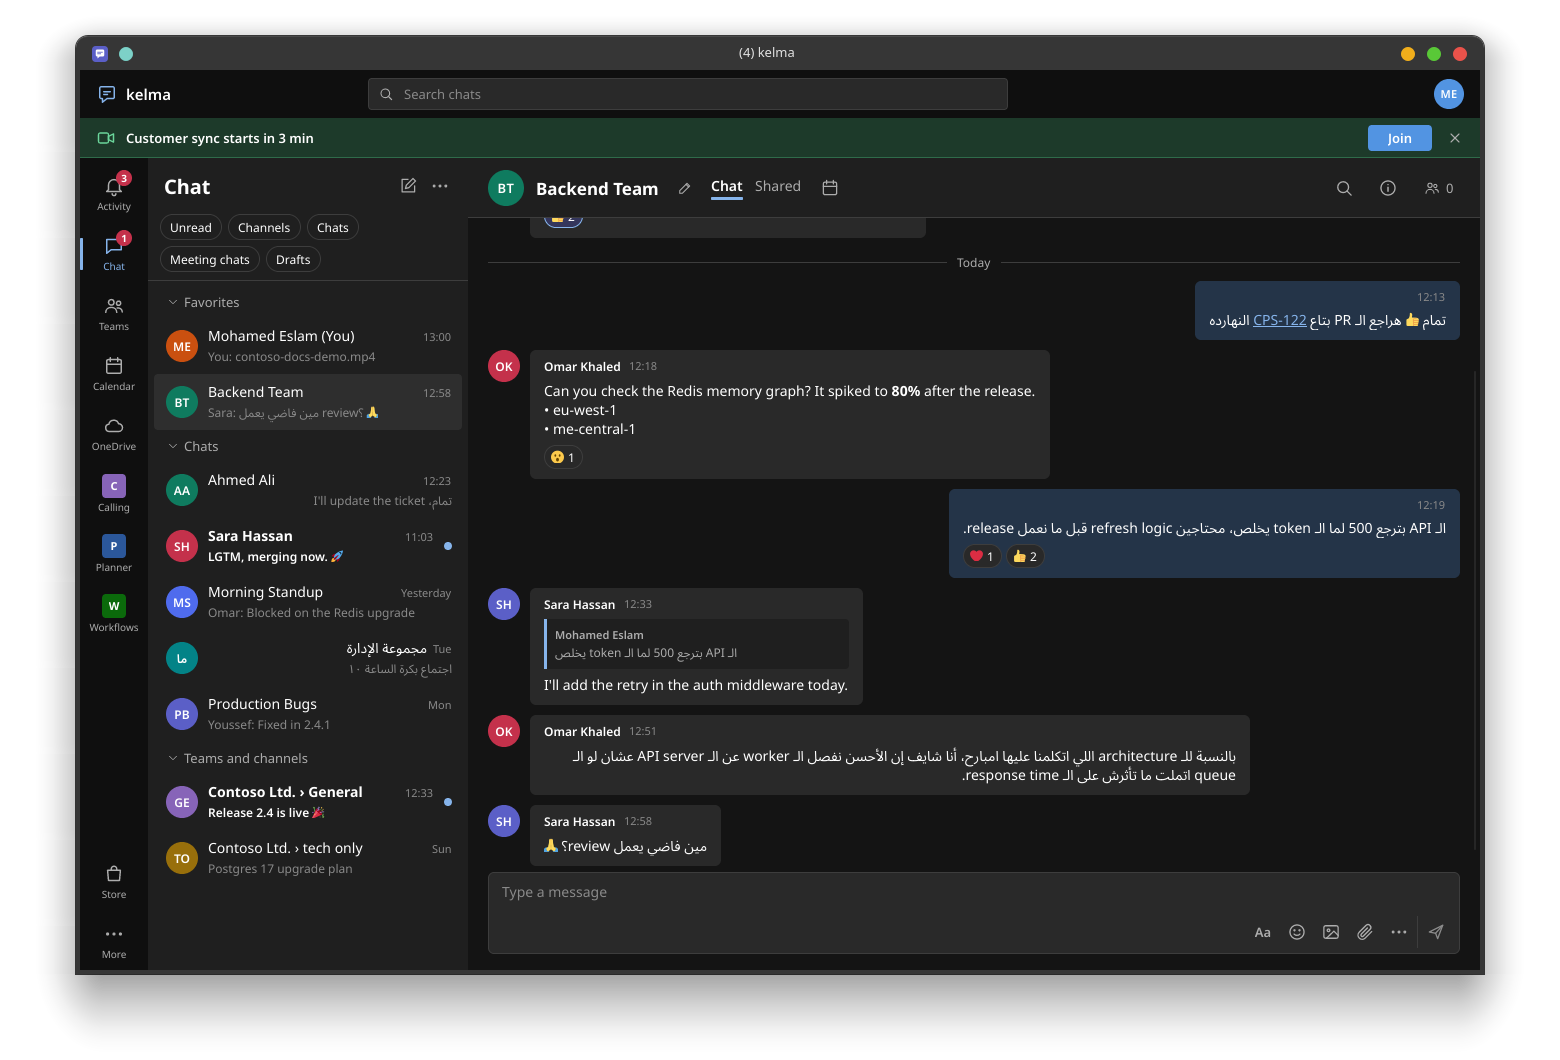 (4) kelma
kelma
Search chats
ME
Customer sync starts in 3 min
Join
3
Activity
1
Chat
Teams
Calendar
OneDrive
C
Calling
P
Planner
W
Workflows
Store
More
Chat
Unread
Channels
Chats
Meeting chats
Drafts
Favorites
ME
Mohamed Eslam (You)
13:00
You: contoso-docs-demo.mp4
BT
Backend Team
12:58
Sara: مين فاضي يعمل review؟🙏
Chats
AA
Ahmed Ali
12:23
تمام، I'll update the ticket
SH
Sara Hassan
11:03
LGTM, merging now. 🚀
MS
Morning Standup
Yesterday
Omar: Blocked on the Redis upgrade
ما
مجموعة الإدارة
Tue
اجتماع بكرة الساعة ١٠
PB
Production Bugs
Mon
Youssef: Fixed in 2.4.1
Teams and channels
GE
Contoso Ltd. › General
12:33
Release 2.4 is live 🎉
TO
Contoso Ltd. › tech only
Sun
Postgres 17 upgrade plan
BT
Backend Team
Chat
Shared
0
👍 2
Today
12:13
تمام 👍 هراجع الـ PR بتاع CPS-122 النهارده
OK
Omar Khaled 12:18
Can you check the Redis memory graph? It spiked to 80% after the release.
• eu-west-1
• me-central-1
😮 1
12:19
الـ API بترجع 500 لما الـ token يخلص، محتاجين refresh logic قبل ما نعمل release.
❤️ 1 👍 2
SH
Sara Hassan 12:33
Mohamed Eslam
الـ API بترجع 500 لما الـ token يخلص
I'll add the retry in the auth middleware today.
OK
Omar Khaled 12:51
بالنسبة للـ architecture اللي اتكلمنا عليها امبارح، أنا شايف إن الأحسن نفصل الـ worker عن الـ API server عشان لو الـ
queue اتملت ما تأثرش على الـ response time.
SH
Sara Hassan 12:58
مين فاضي يعمل review؟🙏
Type a message
Aa